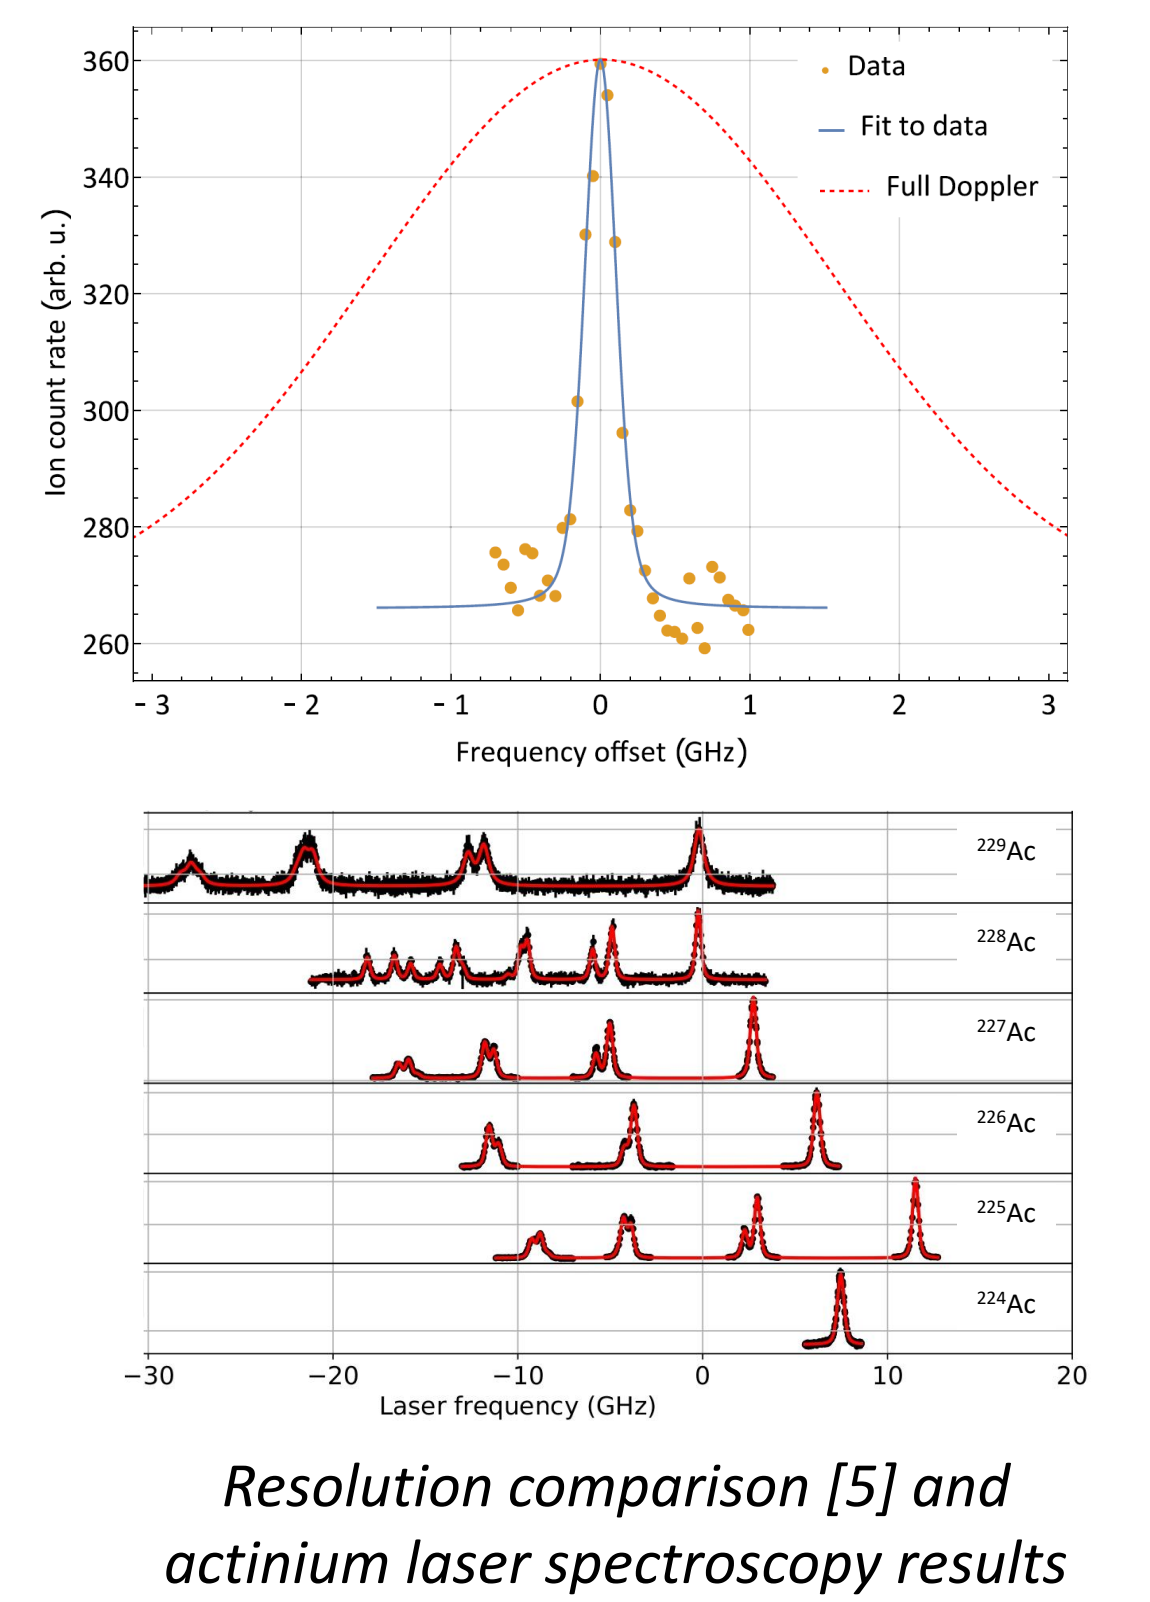 360
340
320
300
280
260
Ion count rate (arb. u.)
Data
Fit to data
Full Doppler
- 3
- 2
- 1
0
1
2
3
Frequency offset (GHz)
229Ac
228Ac
227Ac
226Ac
225Ac
224Ac
−30
−20
−10
0
10
20
Laser frequency (GHz)
Resolution comparison [5] and
actinium laser spectroscopy results